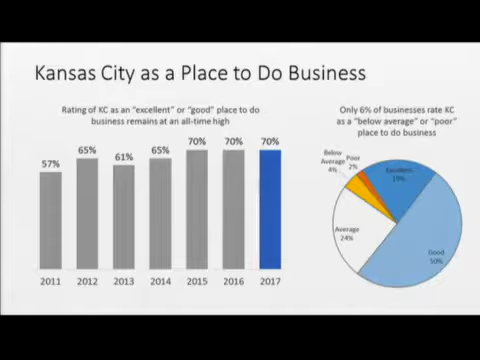 Kansas City as a Place to Do Business
Rating of KC as an "excellent" or "good" place to do
business remains at an all-time high
57%
65%
61%
65%
70%
70%
70%
2011
2012
2013
2014
2015
2016
2017
Only 6% of businesses rate KC
as a "below average" or "poor"
place to do business
Below
Average
4%
Poor
2%
Excellent
19%
Average
24%
Good
50%